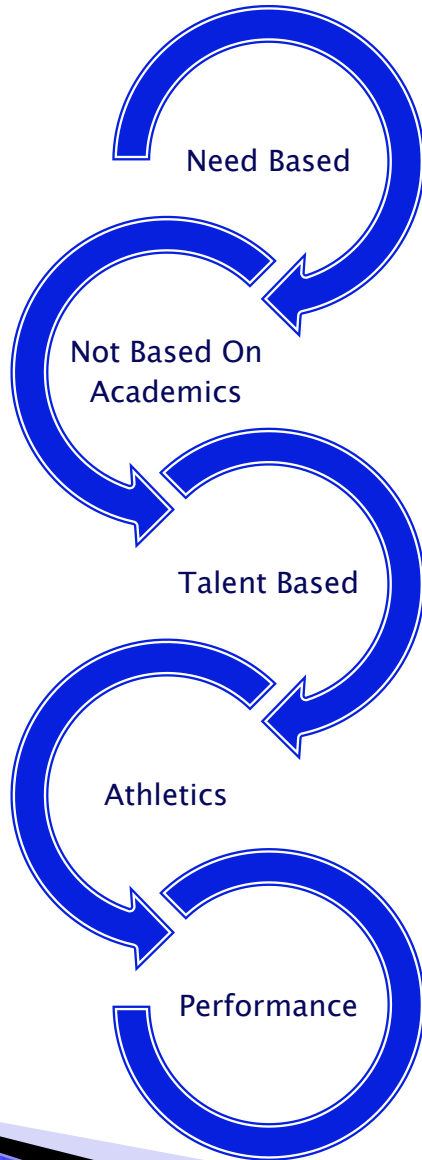 Need Based
Not Based On
Academics
Talent Based
Athletics
Performance